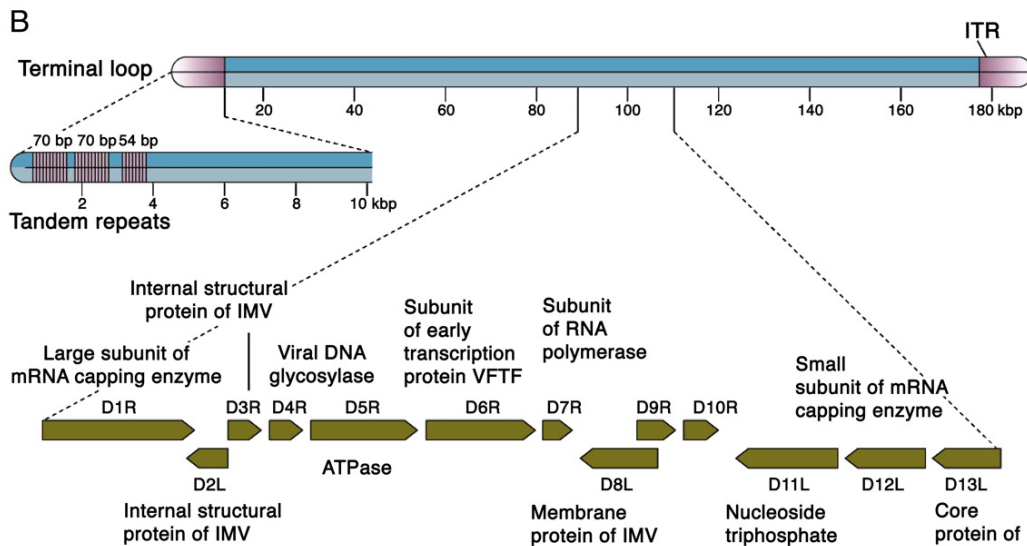 B
ITR
Terminal loop
20 40 60 80 100 120 140 160 180 kbp
70 bp 70 bp 54 bp
2 4 6 8 10 kbp
Tandem repeats
Internal structural
protein of IMV
Large subunit of
mRNA capping enzyme
Viral DNA
glycosylase
Subunit
of early
transcription
protein VFTF
Subunit
of RNA
polymerase
Small
subunit of mRNA
capping enzyme
D1R D3R D4R D5R D6R D7R D9R D10R
ATPase
D2L D8L D11L D12L D13L
Internal structural
protein of IMV
Membrane
protein of IMV
Nucleoside
triphosphate
Core
protein of